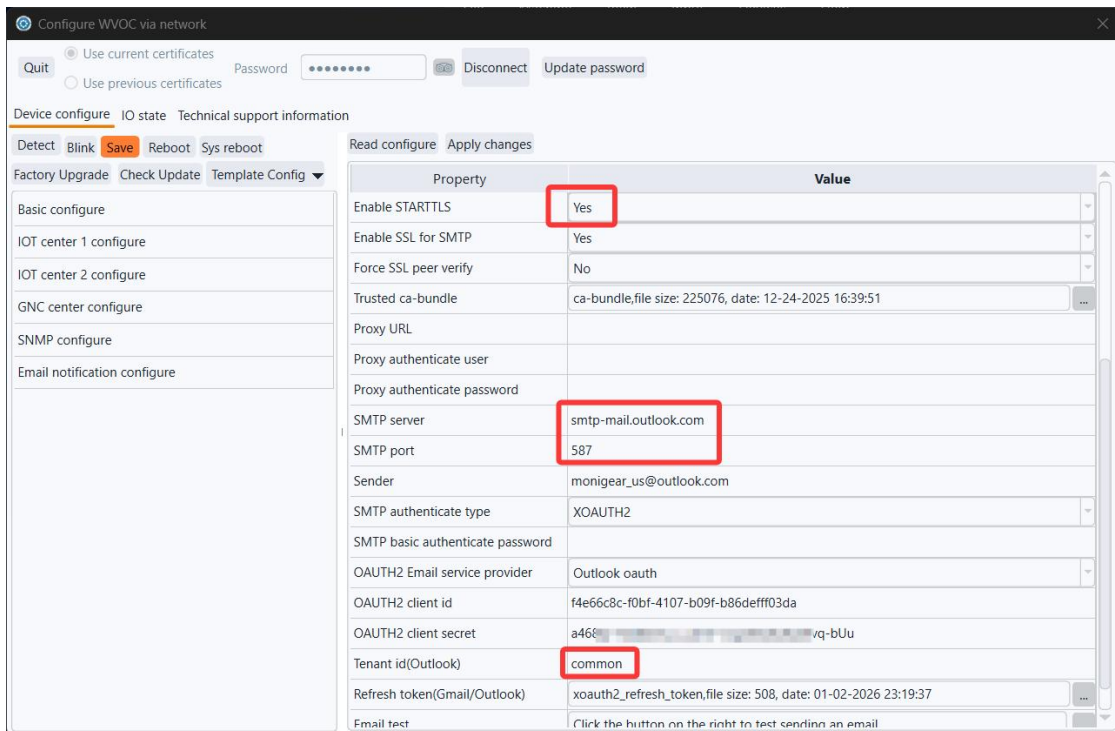 Configure WVOC via network
Quit
Use current certificates
Use previous certificates
Password
Disconnect
Update password
Device configure IO state Technical support information
Detect Blink Save Reboot Sys reboot
Factory Upgrade Check Update Template Config
Basic configure
IOT center 1 configure
IOT center 2 configure
GNC center configure
SNMP configure
Email notification configure
Read configure Apply changes
Property Value
Enable STARTTLS Yes
Enable SSL for SMTP Yes
Force SSL peer verify No
Trusted ca-bundle ca-bundle,file size: 225076, date: 12-24-2025 16:39:51 ...
Proxy URL
Proxy authenticate user
Proxy authenticate password
SMTP server smtp-mail.outlook.com
SMTP port 587
Sender monigear_us@outlook.com
SMTP authenticate type XOAUTH2
SMTP basic authenticate password
OAUTH2 Email service provider Outlook oauth
OAUTH2 client id f4e66c8c-f0bf-4107-b09f-b86defff03da
OAUTH2 client secret
Tenant id(Outlook) common
Refresh token(Gmail/Outlook) xoauth2_refresh_token,file size: 508, date: 01-02-2026 23:19:37 ...
Email test Click the button on the right to test sending an email